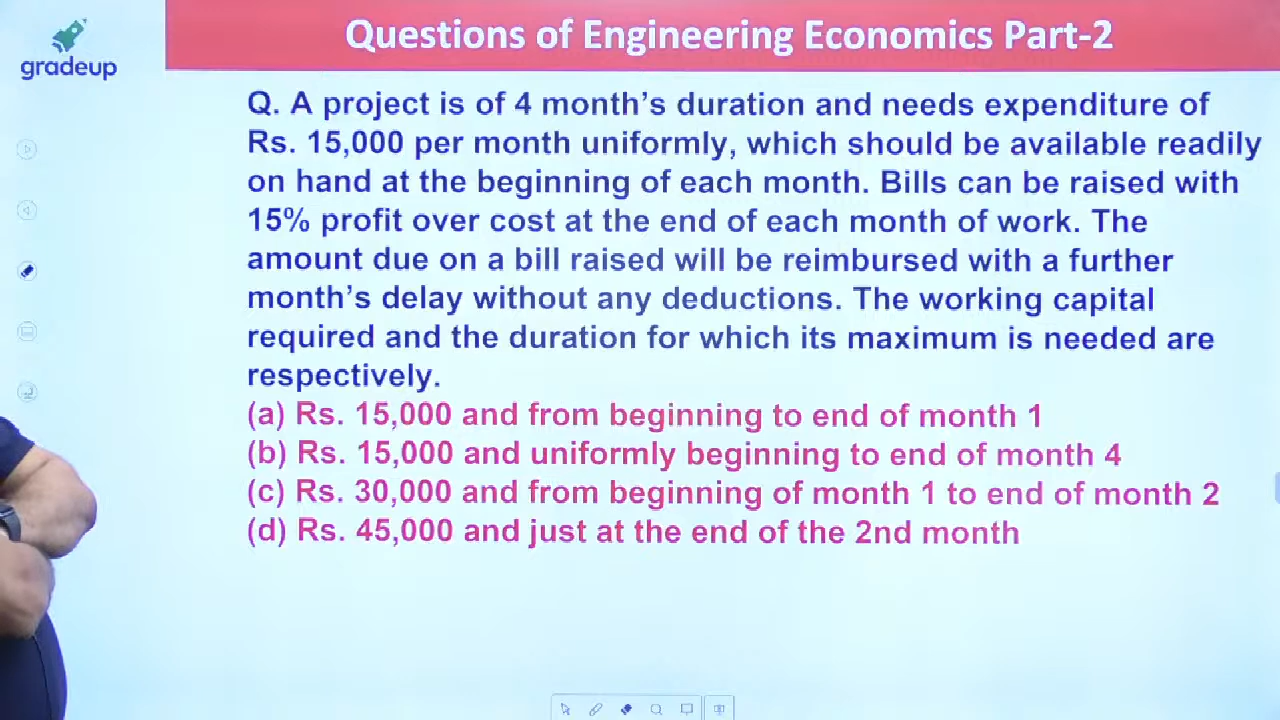 Questions of Engineering Economics Part-2
gradeup
Q. A project is of 4 month's duration and needs expenditure of
Rs. 15,000 per month uniformly, which should be available readily
on hand at the beginning of each month. Bills can be raised with
15% profit over cost at the end of each month of work. The
amount due on a bill raised will be reimbursed with a further
month's delay without any deductions. The working capital
required and the duration for which its maximum is needed are
respectively.
(a) Rs. 15,000 and from beginning to end of month 1
(b) Rs. 15,000 and uniformly beginning to end of month 4
(c) Rs. 30,000 and from beginning of month 1 to end of month 2
(d) Rs. 45,000 and just at the end of the 2nd month